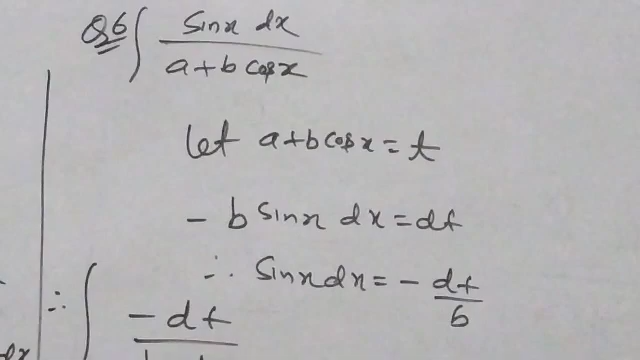 Q6 ∫ sinx dx / a+b cosx
let a+b cosx = t
- b sinx dx = dt
∴ sinx dx = - dt/b
∴ ∫ -dt